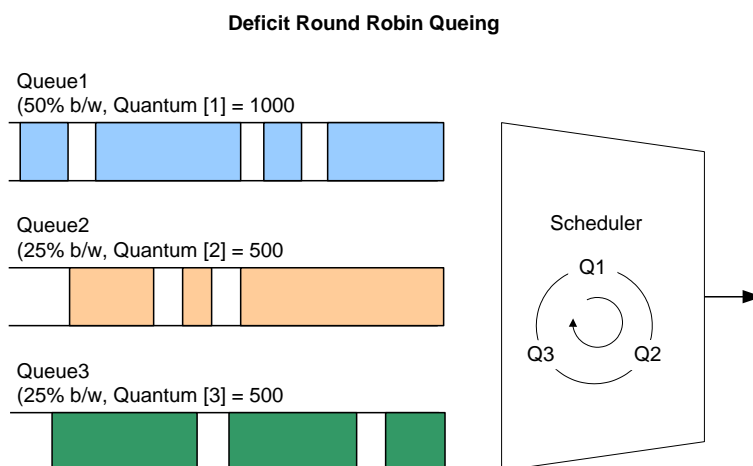 Deficit Round Robin Queing
Queue1
(50% b/w, Quantum [1] = 1000
Queue2
(25% b/w, Quantum [2] = 500
Queue3
(25% b/w, Quantum [3] = 500
Scheduler
Q1
Q3 Q2